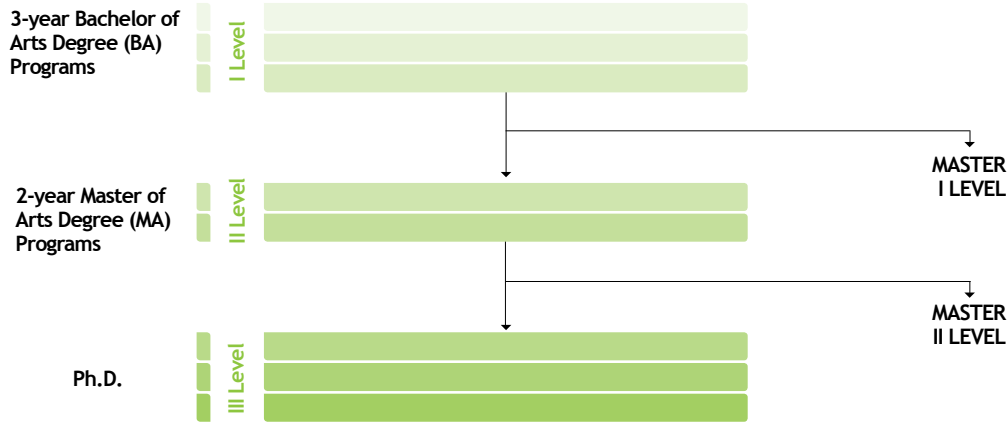 3-year Bachelor of
Arts Degree (BA)
Programs
I Level
MASTER
I LEVEL
2-year Master of
Arts Degree (MA)
Programs
II Level
MASTER
II LEVEL
Ph.D.
III Level